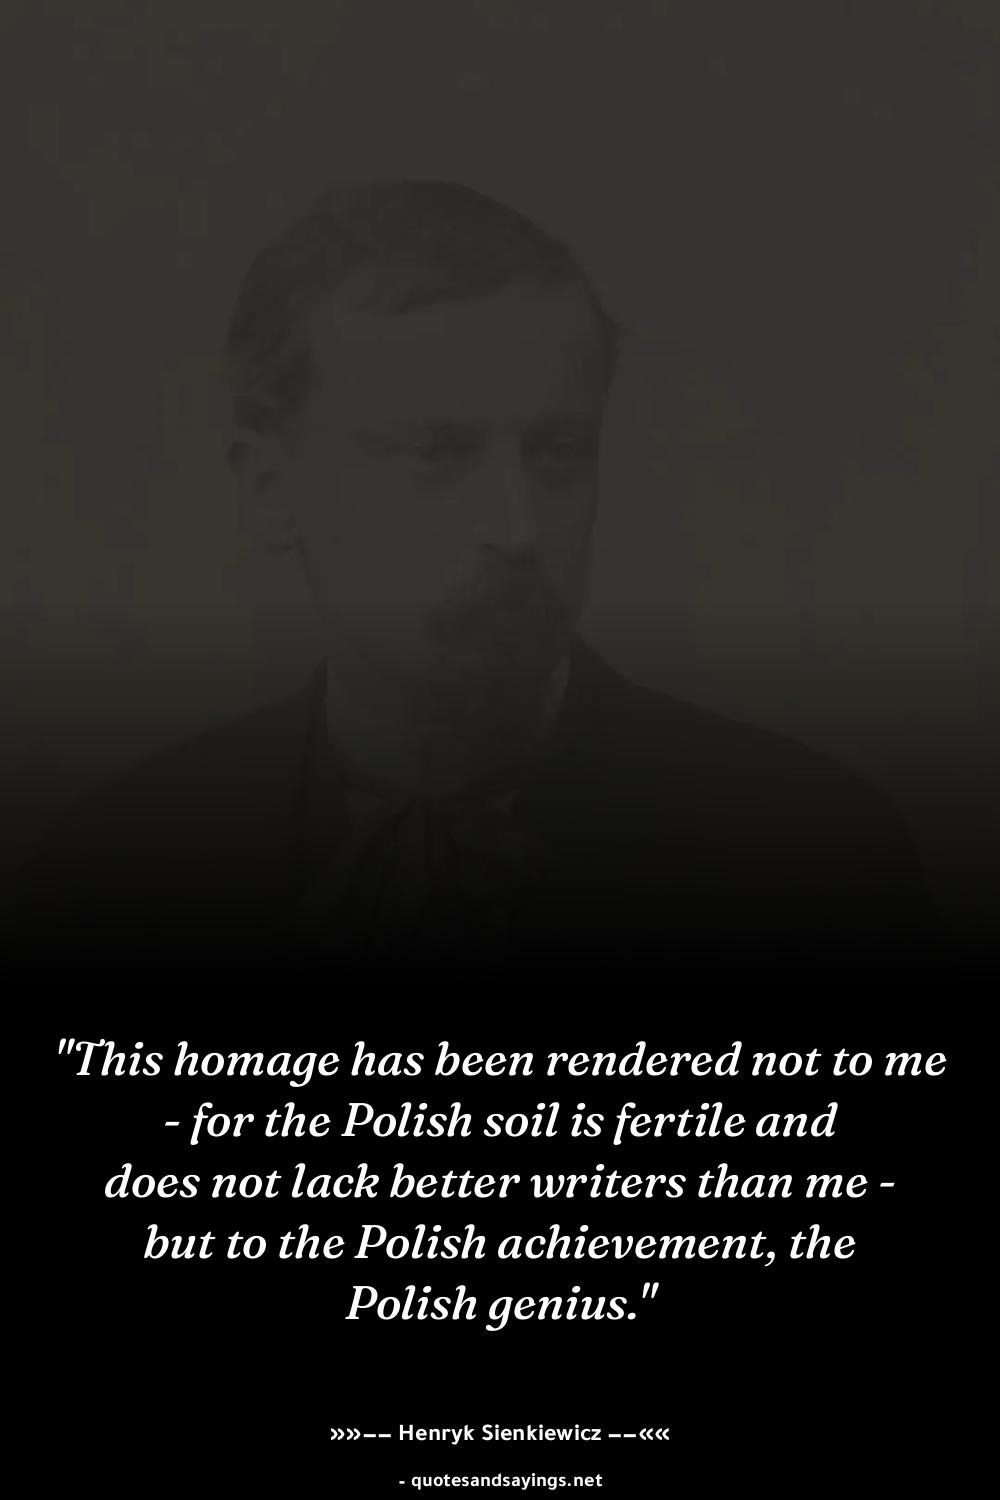 "This homage has been rendered not to me
- for the Polish soil is fertile and
does not lack better writers than me -
but to the Polish achievement, the
Polish genius."
»»−− Henryk Sienkiewicz −−««
- quotesandsayings.net